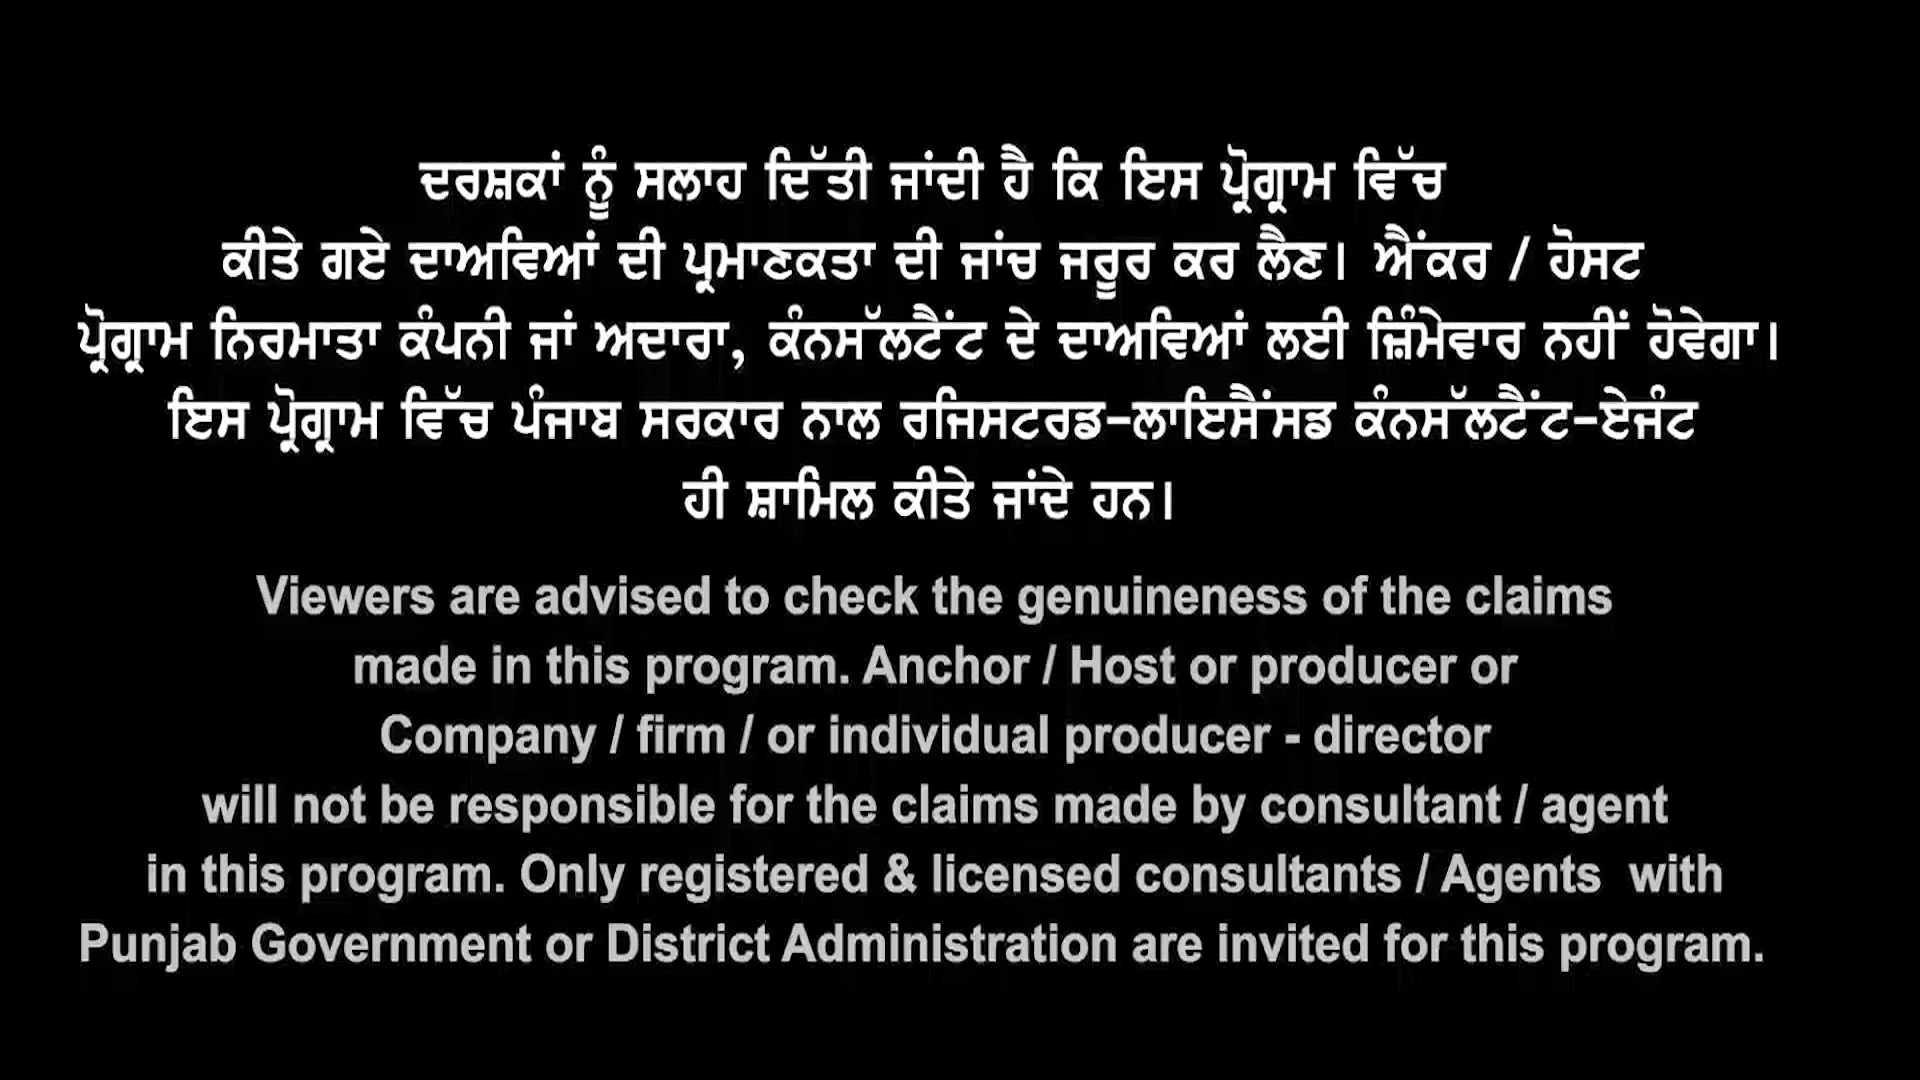 ਦਰਸ਼ਕਾਂ ਨੂੰ ਸਲਾਹ ਦਿੱਤੀ ਜਾਂਦੀ ਹੈ ਕਿ ਇਸ ਪ੍ਰੋਗ੍ਰਾਮ ਵਿੱਚ
ਕੀਤੇ ਗਏ ਦਾਅਵਿਆਂ ਦੀ ਪ੍ਰਮਾਣਕਤਾ ਦੀ ਜਾਂਚ ਜਰੂਰ ਕਰ ਲੈਣ। ਐਂਕਰ / ਹੋਸਟ
ਪ੍ਰੋਗ੍ਰਾਮ ਨਿਰਮਾਤਾ ਕੰਪਨੀ ਜਾਂ ਅਦਾਰਾ, ਕੰਨਸੱਲਟੈਂਟ ਦੇ ਦਾਅਵਿਆਂ ਲਈ ਜ਼ਿੰਮੇਵਾਰ ਨਹੀਂ ਹੋਵੇਗਾ।
ਇਸ ਪ੍ਰੋਗ੍ਰਾਮ ਵਿੱਚ ਪੰਜਾਬ ਸਰਕਾਰ ਨਾਲ ਰਜਿਸਟਰਡ-ਲਾਇਸੈਂਸਡ ਕੰਨਸੱਲਟੈਂਟ-ਏਜੰਟ
ਹੀ ਸ਼ਾਮਿਲ ਕੀਤੇ ਜਾਂਦੇ ਹਨ।
Viewers are advised to check the genuineness of the claims
made in this program. Anchor / Host or producer or
Company / firm / or individual producer - director
will not be responsible for the claims made by consultant / agent
in this program. Only registered & licensed consultants / Agents  with
Punjab Government or District Administration are invited for this program.